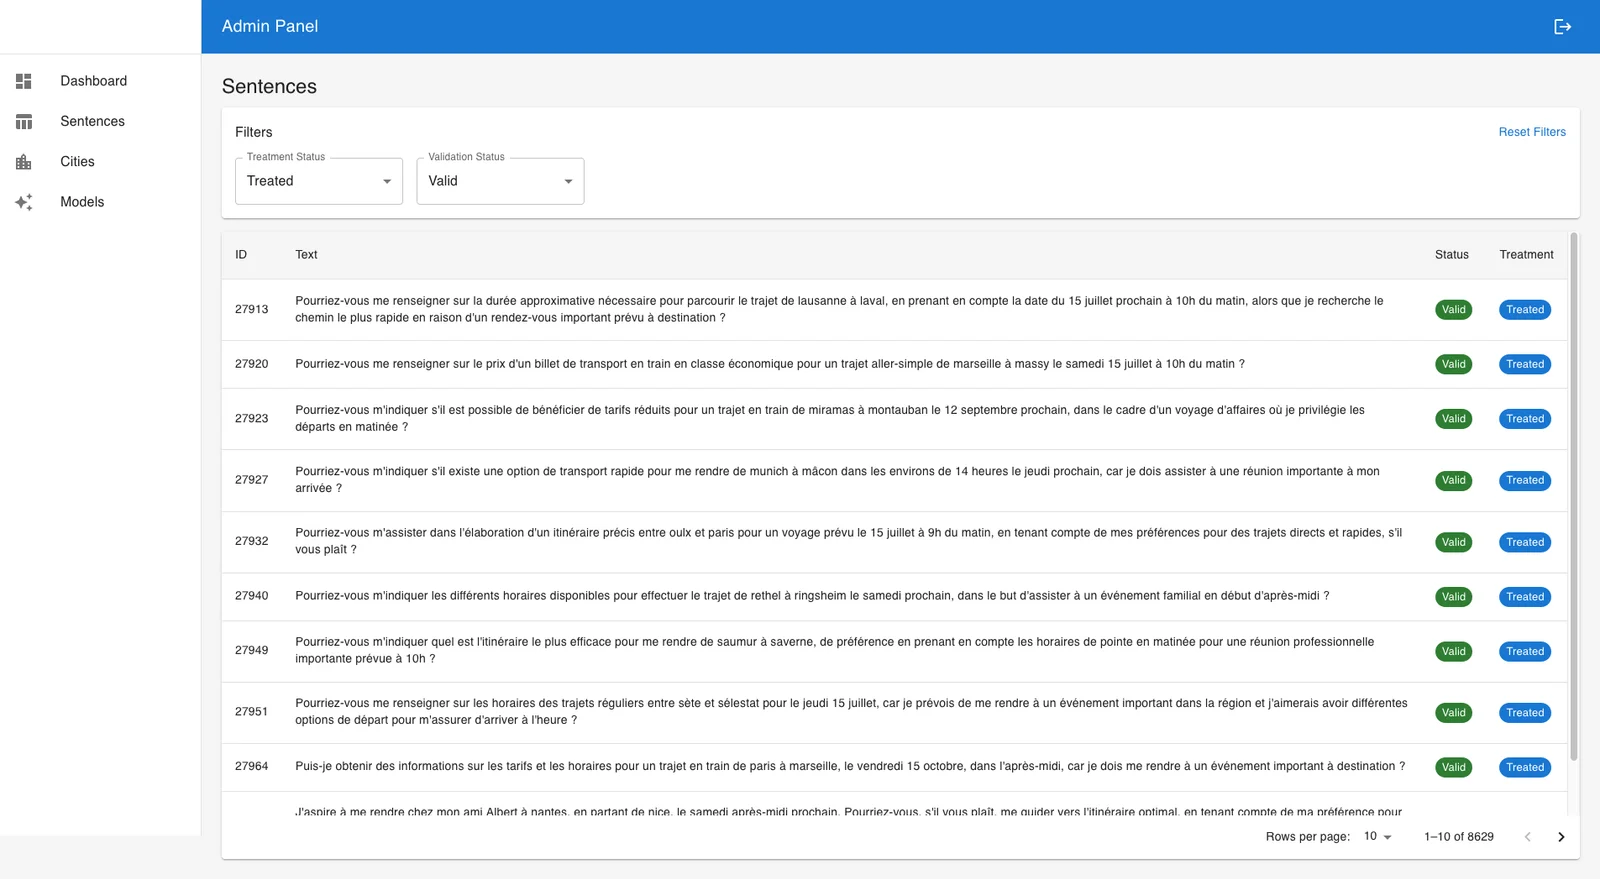 Admin Panel
Dashboard
Sentences
Cities
Models
Sentences
Filters
Reset Filters
Treatment Status
Treated
Validation Status
Valid
ID Text Status Treatment
27913 Pourriez-vous me renseigner sur la durée approximative nécessaire pour parcourir le trajet de lausanne à laval, en prenant en compte la date du 15 juillet prochain à 10h du matin, alors que je recherche le
chemin le plus rapide en raison d'un rendez-vous important prévu à destination ? Valid Treated
27920 Pourriez-vous me renseigner sur le prix d'un billet de transport en train en classe économique pour un trajet aller-simple de marseille à massy le samedi 15 juillet à 10h du matin ? Valid Treated
27923 Pourriez-vous m'indiquer s'il est possible de bénéficier de tarifs réduits pour un trajet en train de miramas à montauban le 12 septembre prochain, dans le cadre d'un voyage d'affaires où je privilégie les
départs en matinée ? Valid Treated
27927 Pourriez-vous m'indiquer s'il existe une option de transport rapide pour me rendre de munich à mâcon dans les environs de 14 heures le jeudi prochain, car je dois assister à une réunion importante à mon
arrivée ? Valid Treated
27932 Pourriez-vous m'assister dans l'élaboration d'un itinéraire précis entre oulx et paris pour un voyage prévu le 15 juillet à 9h du matin, en tenant compte de mes préférences pour des trajets directs et rapides, s'il
vous plaît ? Valid Treated
27940 Pourriez-vous m'indiquer les différents horaires disponibles pour effectuer le trajet de rethel à ringsheim le samedi prochain, dans le but d'assister à un événement familial en début d'après-midi ? Valid Treated
27949 Pourriez-vous m'indiquer quel est l'itinéraire le plus efficace pour me rendre de saumur à saverne, de préférence en prenant en compte les horaires de pointe en matinée pour une réunion professionnelle
importante prévue à 10h ? Valid Treated
27951 Pourriez-vous me renseigner sur les horaires des trajets réguliers entre sète et sélestat pour le jeudi 15 juillet, car je prévois de me rendre à un événement important dans la région et j'aimerais avoir différentes
options de départ pour m'assurer d'arriver à l'heure ? Valid Treated
27964 Puis-je obtenir des informations sur les tarifs et les horaires pour un trajet en train de paris à marseille, le vendredi 15 octobre, dans l'après-midi, car je dois me rendre à un événement important à destination ? Valid Treated
J'aspire à me rendre chez mon ami Albert à nantes, en partant de nice, le samedi après-midi prochain. Pourriez-vous, s'il vous plaît, me guider vers l'itinéraire optimal, en tenant compte de ma préférence pour
Rows per page: 10 1–10 of 8629